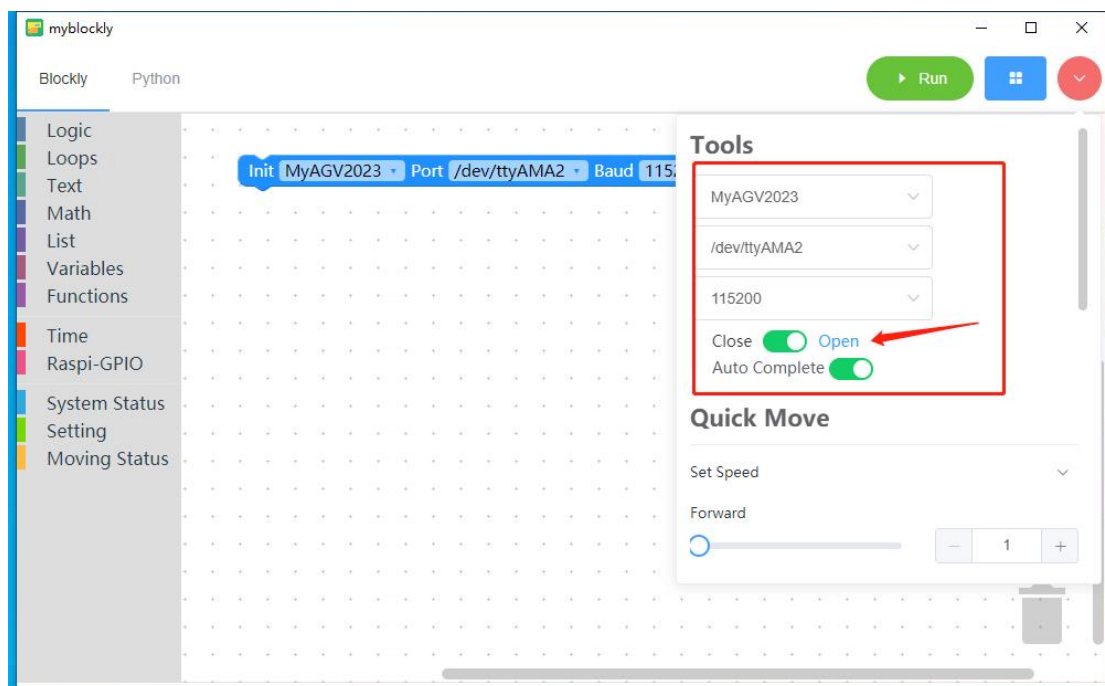 myblockly
Blockly Python
Run
Logic
Loops
Text
Math
List
Variables
Functions
Time
Raspi-GPIO
System Status
Setting
Moving Status
Init MyAGV2023 Port /dev/ttyAMA2 Baud 115
Tools
MyAGV2023
/dev/ttyAMA2
115200
Close Open
Auto Complete
Quick Move
Set Speed
Forward
1